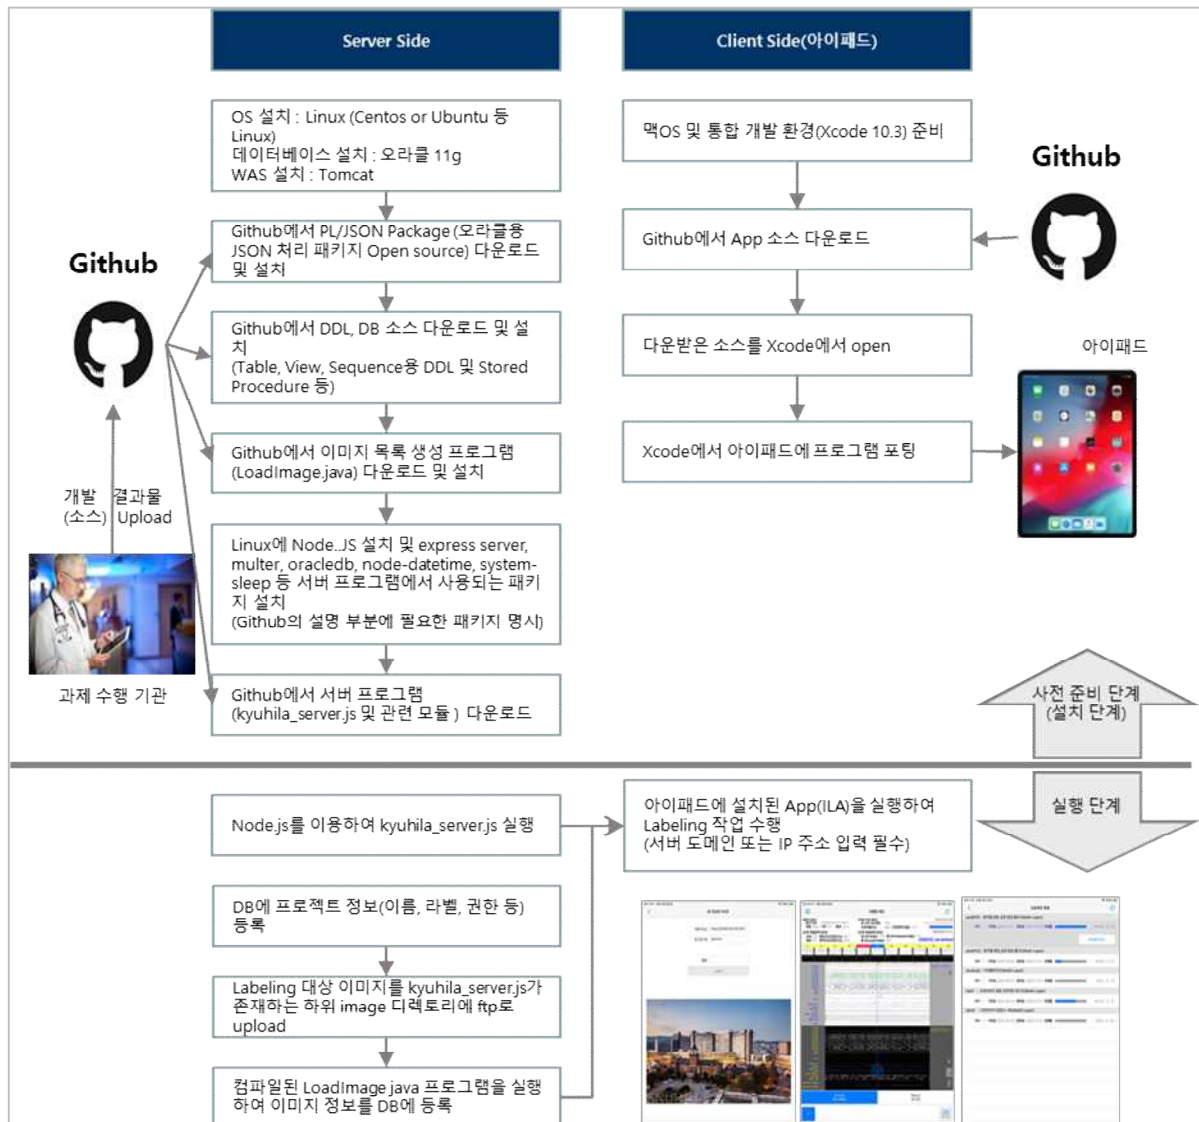 Server Side
Client Side(아이패드)
OS 설치 : Linux (Centos or Ubuntu 등
Linux)
데이터베이스 설치 : 오라클 11g
WAS 설치 : Tomcat
맥OS 및 통합 개발 환경(Xcode 10.3) 준비
Github
Github에서 PL/JSON Package (오라클용
JSON 처리 패키지 Open source) 다운로드
및 설치
Github에서 App 소스 다운로드
Github
Github에서 DDL, DB 소스 다운로드 및 설
치
(Table, View, Sequence용 DDL 및 Stored
Procedure 등)
다운받은 소스를 Xcode에서 open
아이패드
Github에서 이미지 목록 생성 프로그램
(LoadImage.java) 다운로드 및 설치
Xcode에서 아이패드에 프로그램 포팅
개발 결과물
(소스) Upload
Linux에 Node..JS 설치 및 express server,
multer, oracledb, node-datetime, system-
sleep 등 서버 프로그램에서 사용되는 패키
지 설치
(Github의 설명 부분에 필요한 패키지 명시)
과제 수행 기관
Github에서 서버 프로그램
(kyuhila_server.js 및 관련 모듈 ) 다운로드
사전 준비 단계
(설치 단계)
실행 단계
Node.js를 이용하여 kyuhila_server.js 실행
아이패드에 설치된 App(ILA)을 실행하여
Labeling 작업 수행
(서버 도메인 또는 IP 주소 입력 필수)
DB에 프로젝트 정보(이름, 라벨, 권한 등)
등록
Labeling 대상 이미지를 kyuhila_server.js가
존재하는 하위 image 디렉토리에 ftp로
upload
컴파일된 LoadImage java 프로그램을 실행
하여 이미지 정보를 DB에 등록